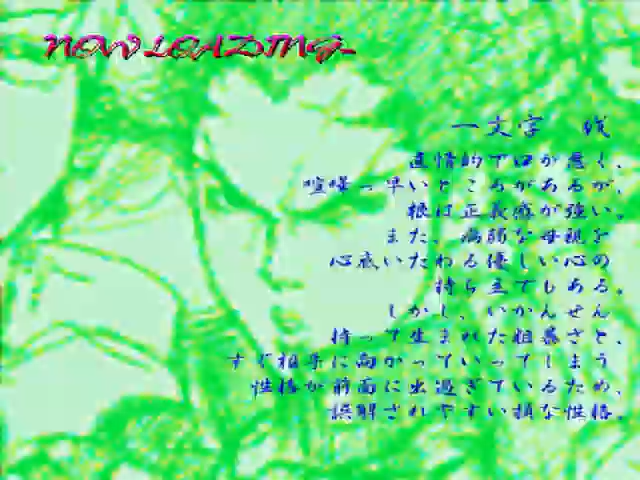 NOW LOADING
一文字
直情的で口が悪く、
喧嘩っ早いところがあるが、
根は正義感が強い。
また、病弱な母親を
心底いたわる優しい心の
持ち主でもある。
しかし、いかんせん
持って生まれた粗暴さと、
すぐ相手に向かっていってしまう
性格が前面に出過ぎているため、
誤解されやすい損な性格。